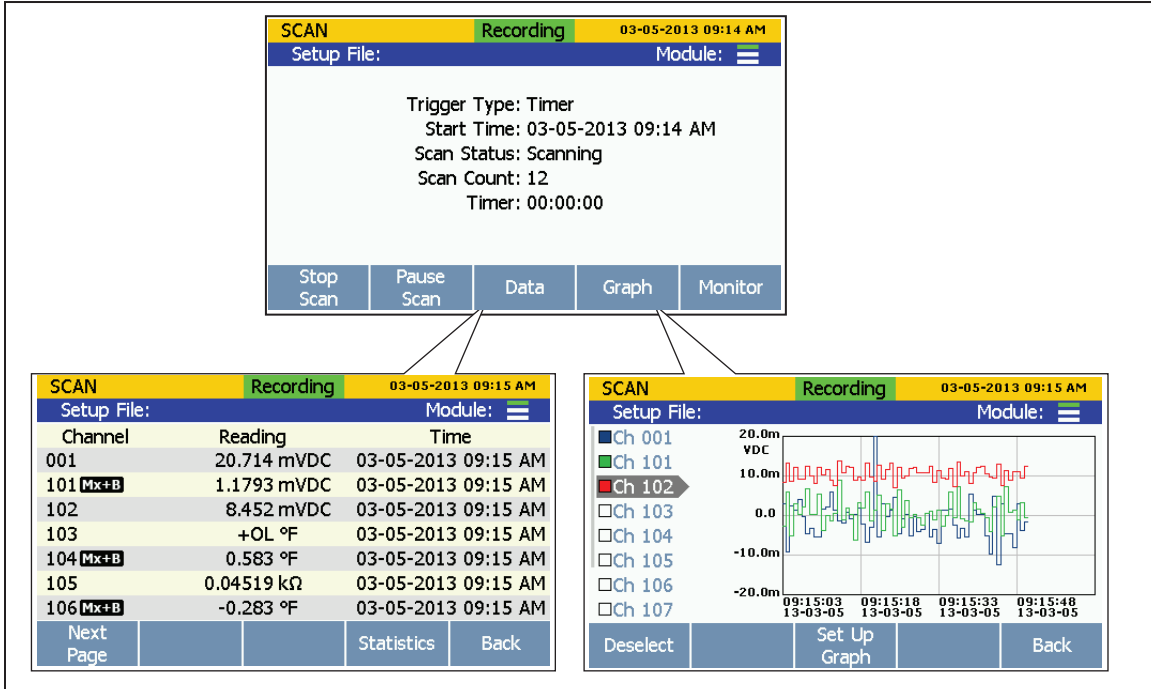 SCAN Recording 03-05-2013 09:14 AM
Setup File: Module:
Trigger Type: Timer
Start Time: 03-05-2013 09:14 AM
Scan Status: Scanning
Scan Count: 12
Timer: 00:00:00
Stop Scan Pause Scan Data Graph Monitor
SCAN Recording 03-05-2013 09:15 AM
Setup File: Module:
Channel Reading Time
001 20.714 mVDC 03-05-2013 09:15 AM
101 Mx+B 1.1793 mVDC 03-05-2013 09:15 AM
102 8.452 mVDC 03-05-2013 09:15 AM
103 +OL °F 03-05-2013 09:15 AM
104 Mx+B 0.583 °F 03-05-2013 09:15 AM
105 0.04519 kΩ 03-05-2013 09:15 AM
106 Mx+B -0.283 °F 03-05-2013 09:15 AM
Next Page Statistics Back
SCAN Recording 03-05-2013 09:15 AM
Setup File: Module:
Ch 001
Ch 101
Ch 102
Ch 103
Ch 104
Ch 105
Ch 106
Ch 107
20.0m
VDC
10.0m
0.0
-10.0m
-20.0m
09:15:03 09:15:18 09:15:33 09:15:48
13-03-05 13-03-05 13-03-05 13-03-05
Deselect Set Up Graph Back